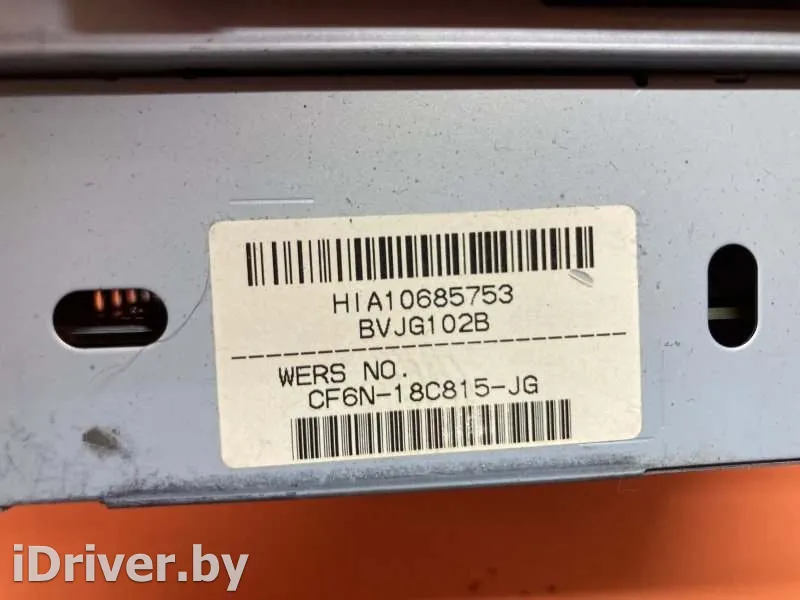 HIA10685753
BVJG102B
WERS NO.
CF6N-18C815-JG
iDriver.by